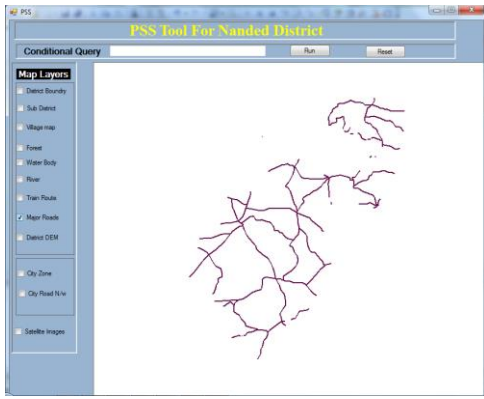 PSS
PSS Tool For Nanded District
Conditional Query
Run
Reset
Map Layers
District Boundry
Sub District
Village map
Forest
Water Body
River
Train Route
Major Roads
District DEM
City Zone
City Road N/w
Satellite Images